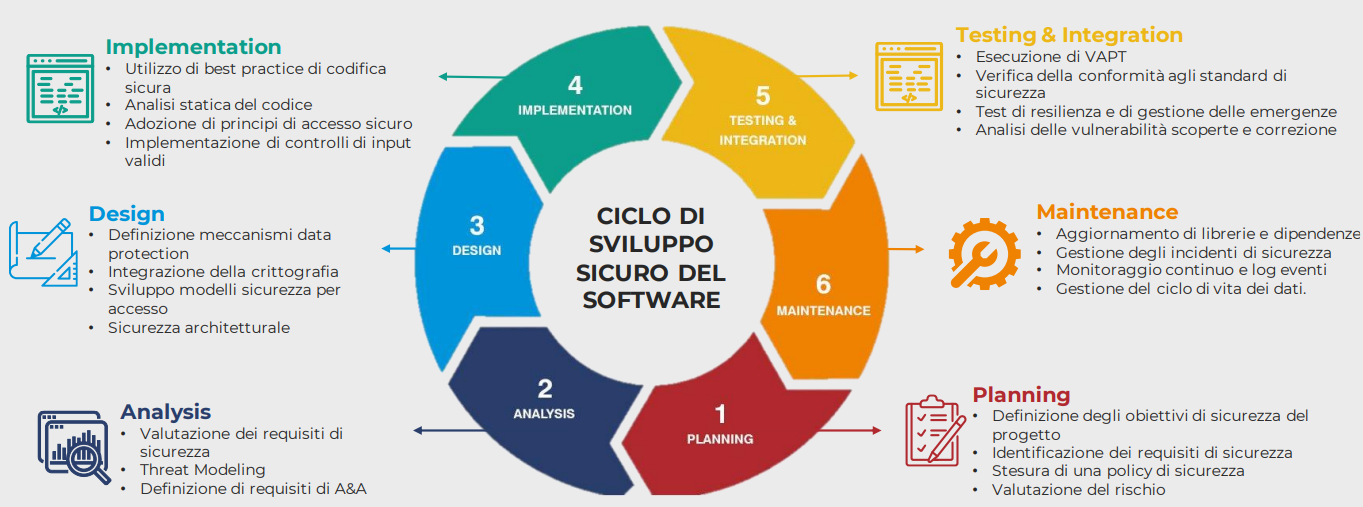 Implementation
• Utilizzo di best practice di codifica
sicura
• Analisi statica del codice
• Adozione di principi di accesso sicuro
• Implementazione di controlli di input
validi
Design
• Definizione meccanismi data
protection
• Integrazione della crittografia
• Sviluppo modelli sicurezza per
accesso
• Sicurezza architetturale
Analysis
• Valutazione dei requisiti di
sicurezza
• Threat Modeling
• Definizione di requisiti di A&A
4
IMPLEMENTATION
5
TESTING &
INTEGRATION
3
DESIGN
CICLO DI
SVILUPPO
SICURO DEL
SOFTWARE
6
MAINTENANCE
2
ANALYSIS
1
PLANNING
Testing & Integration
• Esecuzione di VAPT
• Verifica della conformità agli standard di
sicurezza
• Test di resilienza e di gestione delle emergenze
• Analisi delle vulnerabilità scoperte e correzione
Maintenance
• Aggiornamento di librerie e dipendenze
• Gestione degli incidenti di sicurezza
• Monitoraggio continuo e log eventi
• Gestione del ciclo di vita dei dati.
Planning
• Definizione degli obiettivi di sicurezza del
progetto
• Identificazione dei requisiti di sicurezza
• Stesura di una policy di sicurezza
• Valutazione del rischio